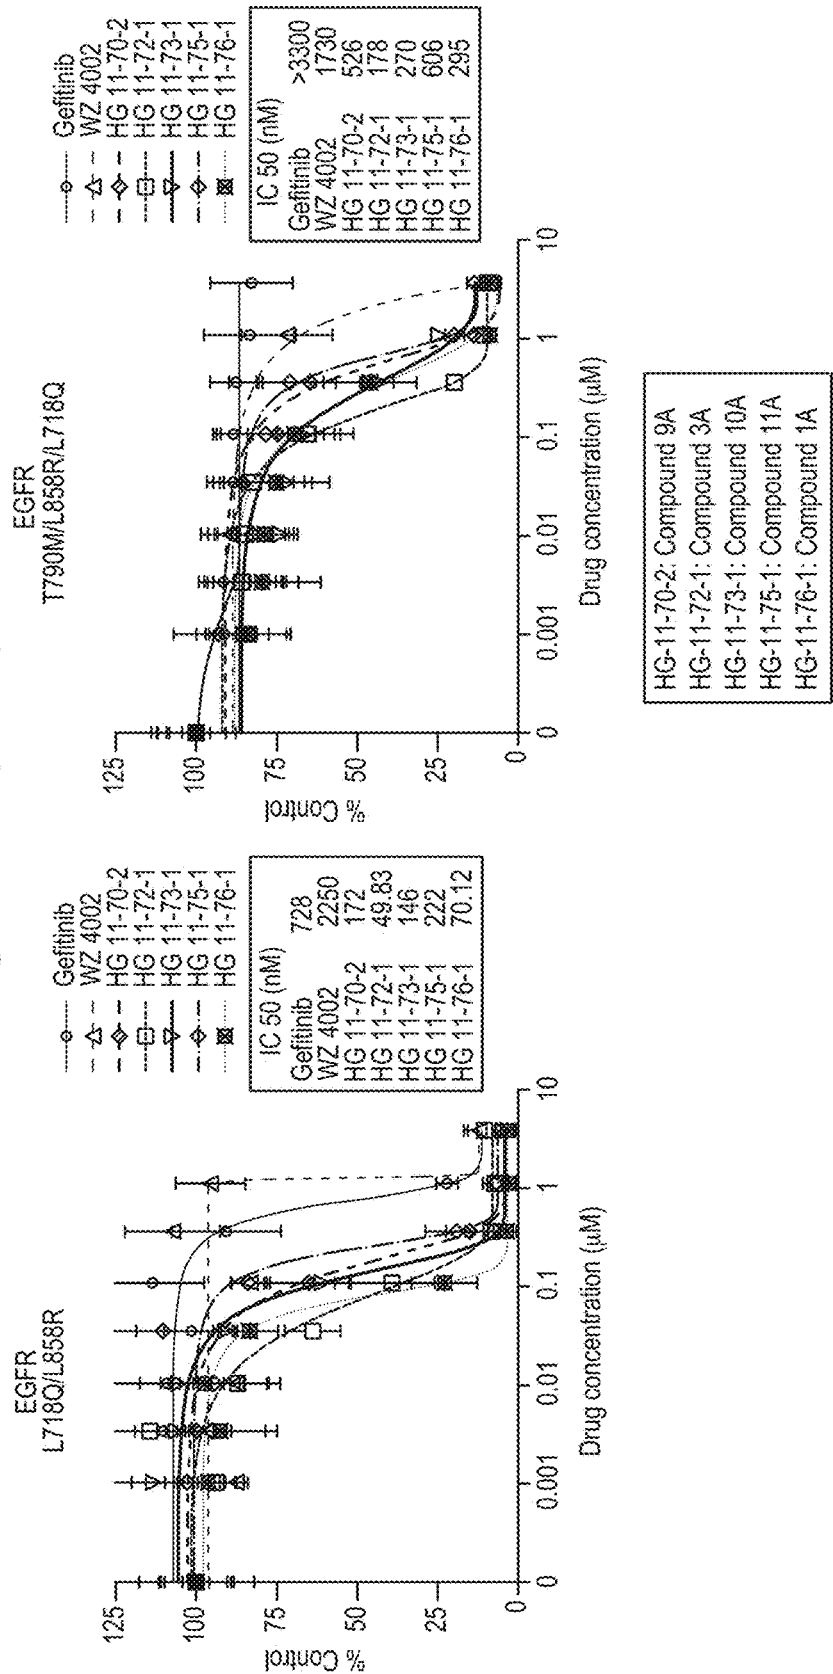 EGFR
L718Q/L858R
Gefitinib
WZ 4002
HG 11-70-2
HG 11-72-1
HG 11-73-1
HG 11-75-1
HG 11-76-1
IC 50 (nM)
Gefitinib 728
WZ 4002 2250
HG 11-70-2 172
HG 11-72-1 49.83
HG 11-73-1 146
HG 11-75-1 222
HG 11-76-1 70.12
% Control
125
100
75
50
25
0
0 0.001 0.01 0.1 1 10
Drug concentration (µM)
EGFR
T790M/L858R/L718Q
Gefitinib
WZ 4002
HG 11-70-2
HG 11-72-1
HG 11-73-1
HG 11-75-1
HG 11-76-1
IC 50 (nM)
Gefitinib >3300
WZ 4002 1730
HG 11-70-2 526
HG 11-72-1 178
HG 11-73-1 270
HG 11-75-1 606
HG 11-76-1 295
% Control
125
100
75
50
25
0
0 0.001 0.01 0.1 1 10
Drug concentration (µM)
HG-11-70-2: Compound 9A
HG-11-72-1: Compound 3A
HG-11-73-1: Compound 10A
HG-11-75-1: Compound 11A
HG-11-76-1: Compound 1A